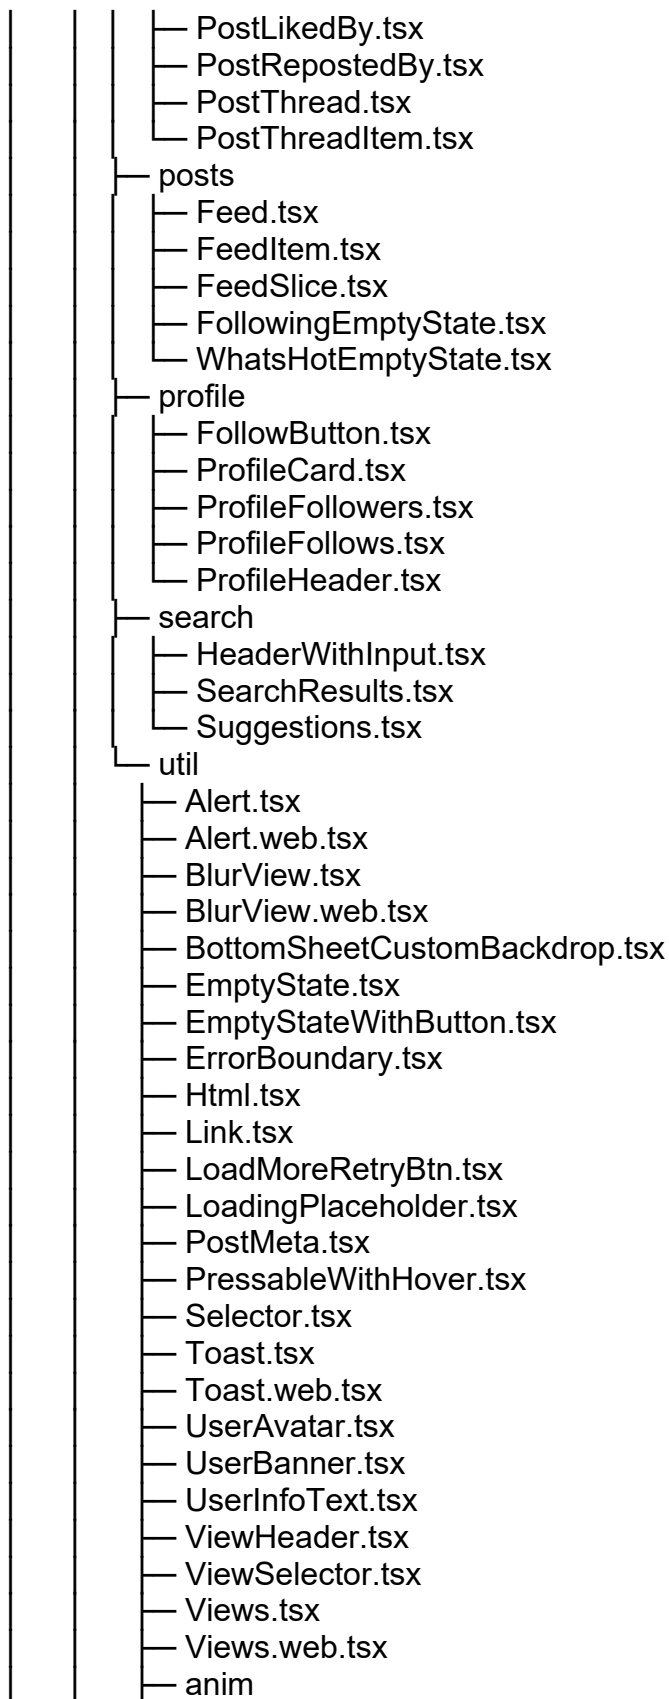 │ │ │ ├── PostLikedBy.tsx
│ │ │ ├── PostRepostedBy.tsx
│ │ │ ├── PostThread.tsx
│ │ │ └── PostThreadItem.tsx
│ │ ├── posts
│ │ │ ├── Feed.tsx
│ │ │ ├── FeedItem.tsx
│ │ │ ├── FeedSlice.tsx
│ │ │ ├── FollowingEmptyState.tsx
│ │ │ └── WhatsHotEmptyState.tsx
│ │ ├── profile
│ │ │ ├── FollowButton.tsx
│ │ │ ├── ProfileCard.tsx
│ │ │ ├── ProfileFollowers.tsx
│ │ │ ├── ProfileFollows.tsx
│ │ │ └── ProfileHeader.tsx
│ │ ├── search
│ │ │ ├── HeaderWithInput.tsx
│ │ │ ├── SearchResults.tsx
│ │ │ └── Suggestions.tsx
│ │ └── util
│ │ ├── Alert.tsx
│ │ ├── Alert.web.tsx
│ │ ├── BlurView.tsx
│ │ ├── BlurView.web.tsx
│ │ ├── BottomSheetCustomBackdrop.tsx
│ │ ├── EmptyState.tsx
│ │ ├── EmptyStateWithButton.tsx
│ │ ├── ErrorBoundary.tsx
│ │ ├── Html.tsx
│ │ ├── Link.tsx
│ │ ├── LoadMoreRetryBtn.tsx
│ │ ├── LoadingPlaceholder.tsx
│ │ ├── PostMeta.tsx
│ │ ├── PressableWithHover.tsx
│ │ ├── Selector.tsx
│ │ ├── Toast.tsx
│ │ ├── Toast.web.tsx
│ │ ├── UserAvatar.tsx
│ │ ├── UserBanner.tsx
│ │ ├── UserInfoText.tsx
│ │ ├── ViewHeader.tsx
│ │ ├── ViewSelector.tsx
│ │ ├── Views.tsx
│ │ ├── Views.web.tsx
│ │ ├── anim